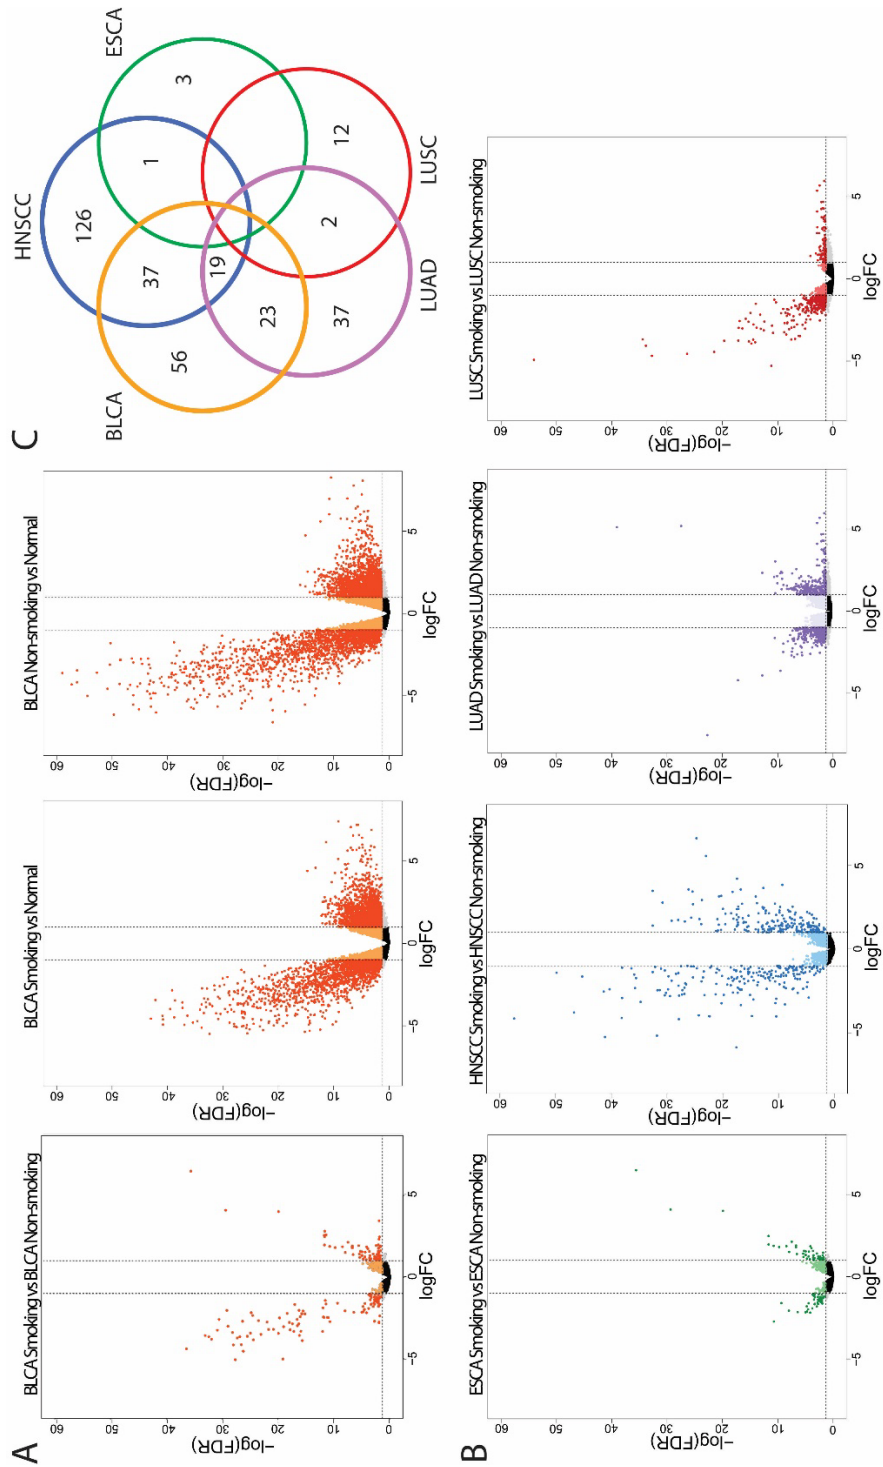 A
BLCA Smoking vs BLCA Non-smoking
−log(FDR)
60
50
40
30
20
10
0
-5
0
5
logFC
BLCA Smoking vs Normal
−log(FDR)
60
50
40
30
20
10
0
-5
0
5
logFC
BLCA Non-smoking vs Normal
−log(FDR)
60
50
40
30
20
10
0
-5
0
5
logFC
C
HNSCC
BLCA
ESCA
126
37
1
56
19
3
23
2
37
12
LUAD
LUSC
B
ESCA Smoking vs ESCA Non-smoking
−log(FDR)
60
50
40
30
20
10
0
-5
0
5
logFC
HNSCC Smoking vs HNSCC Non-smoking
−log(FDR)
60
50
40
30
20
10
0
-5
0
5
logFC
LUAD Smoking vs LUAD Non-smoking
−log(FDR)
60
50
40
30
20
10
0
-5
0
5
logFC
LUSC Smoking vs LUSC Non-smoking
−log(FDR)
60
50
40
30
20
10
0
-5
0
5
logFC